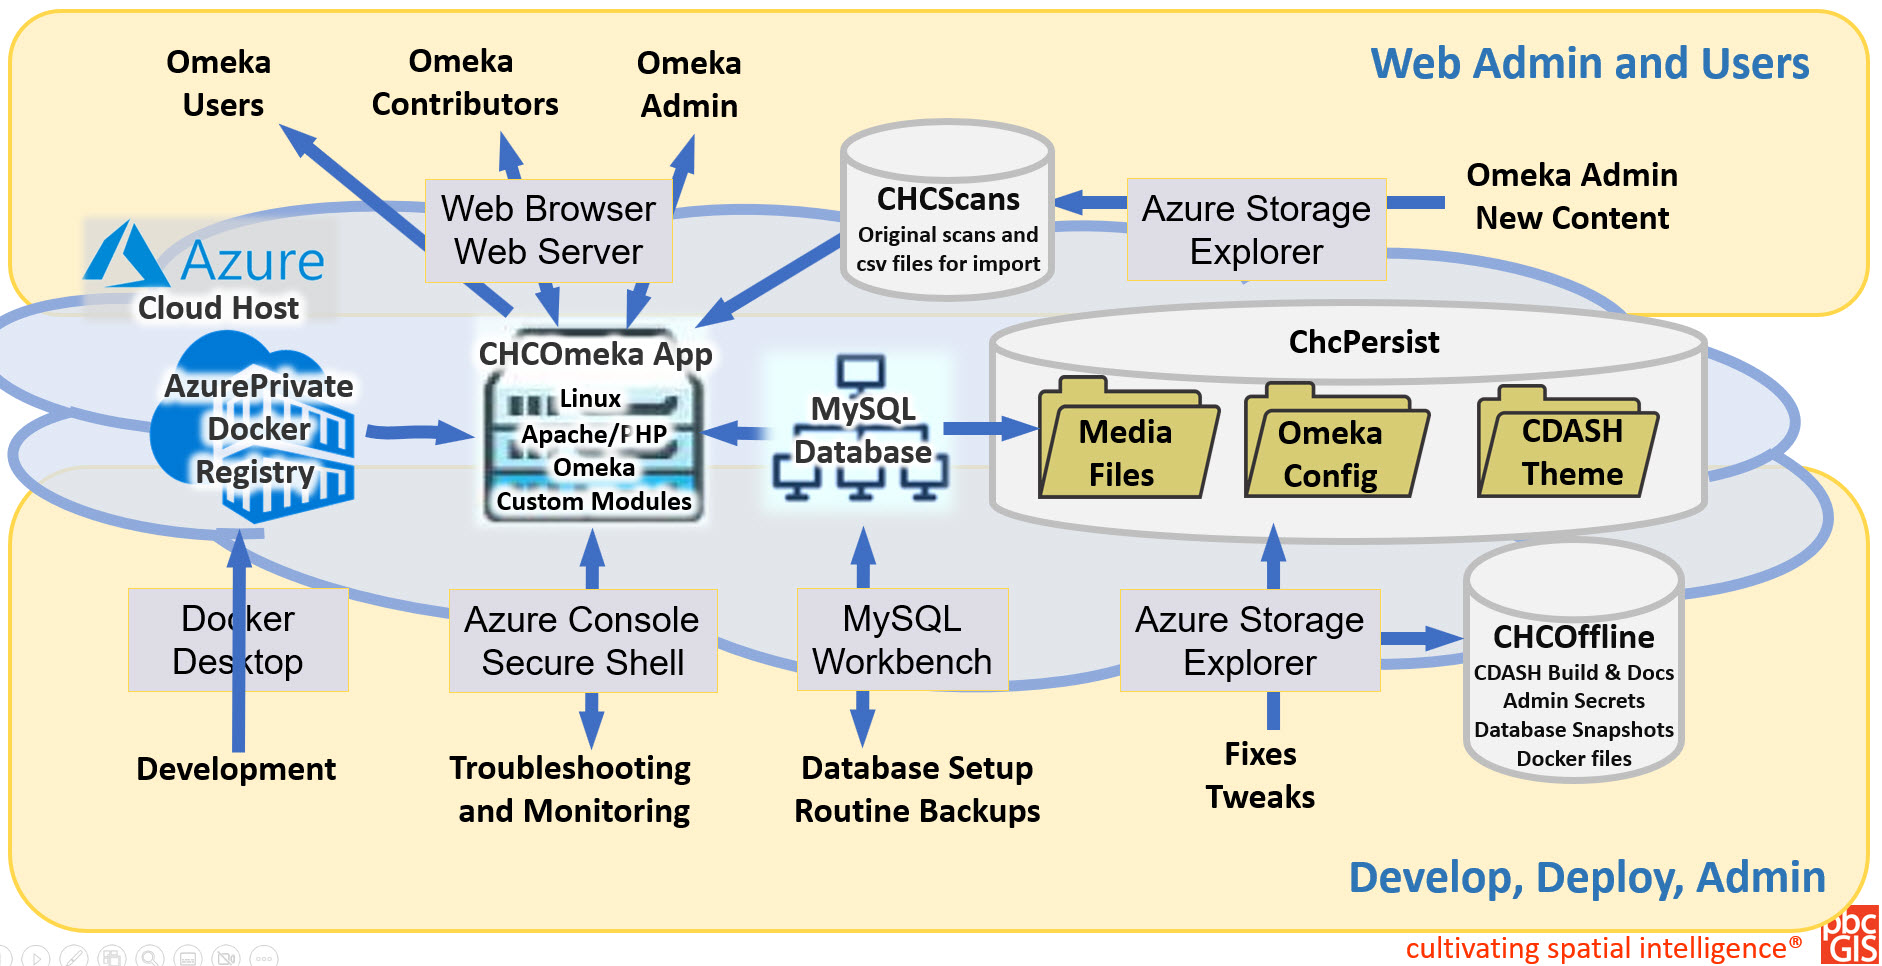 Web Admin and Users
Omeka
Users
Omeka
Contributors
Omeka
Admin
Web Browser
Web Server
CHCScans
Original scans and
csv files for import
Azure Storage
Explorer
Omeka Admin
New Content
Azure
Cloud Host
AzurePrivate
Docker
Registry
CHCOmeka App
Linux
Apache/PHP
Omeka
Custom Modules
MySQL
Database
ChcPersist
Media
Files
Omeka
Config
CDASH
Theme
Docker
Desktop
Azure Console
Secure Shell
MySQL
Workbench
Azure Storage
Explorer
CHCOffline
CDASH Build & Docs
Admin Secrets
Database Snapshots
Docker files
Development
Troubleshooting
and Monitoring
Database Setup
Routine Backups
Fixes
Tweaks
Develop, Deploy, Admin
cultivating spatial intelligence®
pbc
GIS